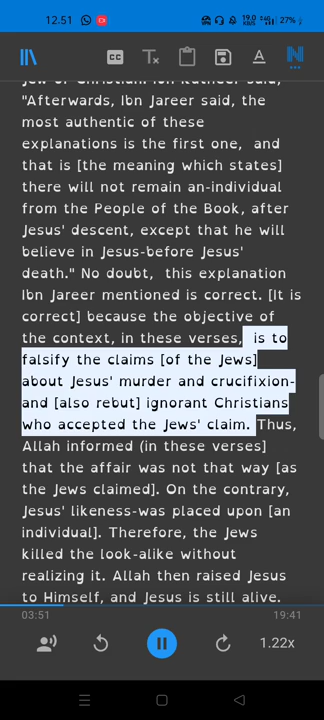 12.51
19.0
KB/S
27%
CC
"Afterwards, Ibn Jareer said, the
most authentic of these
explanations is the first one, and
that is [the meaning which states]
there will not remain an-individual
from the People of the Book, after
Jesus' descent, except that he will
believe in Jesus-before Jesus'
death." No doubt, this explanation
Ibn Jareer mentioned is correct. [It is
correct] because the objective of
the context, in these verses, is to
falsify the claims [of the Jews]
about Jesus' murder and crucifixion-
and [also rebut] ignorant Christians
who accepted the Jews' claim. Thus,
Allah informed (in these verses]
that the affair was not that way [as
the Jews claimed]. On the contrary,
Jesus' likeness-was placed upon [an
individual]. Therefore, the Jews
killed the look-alike without
realizing it. Allah then raised Jesus
to Himself, and Jesus is still alive.
03:51 19:41
1.22x